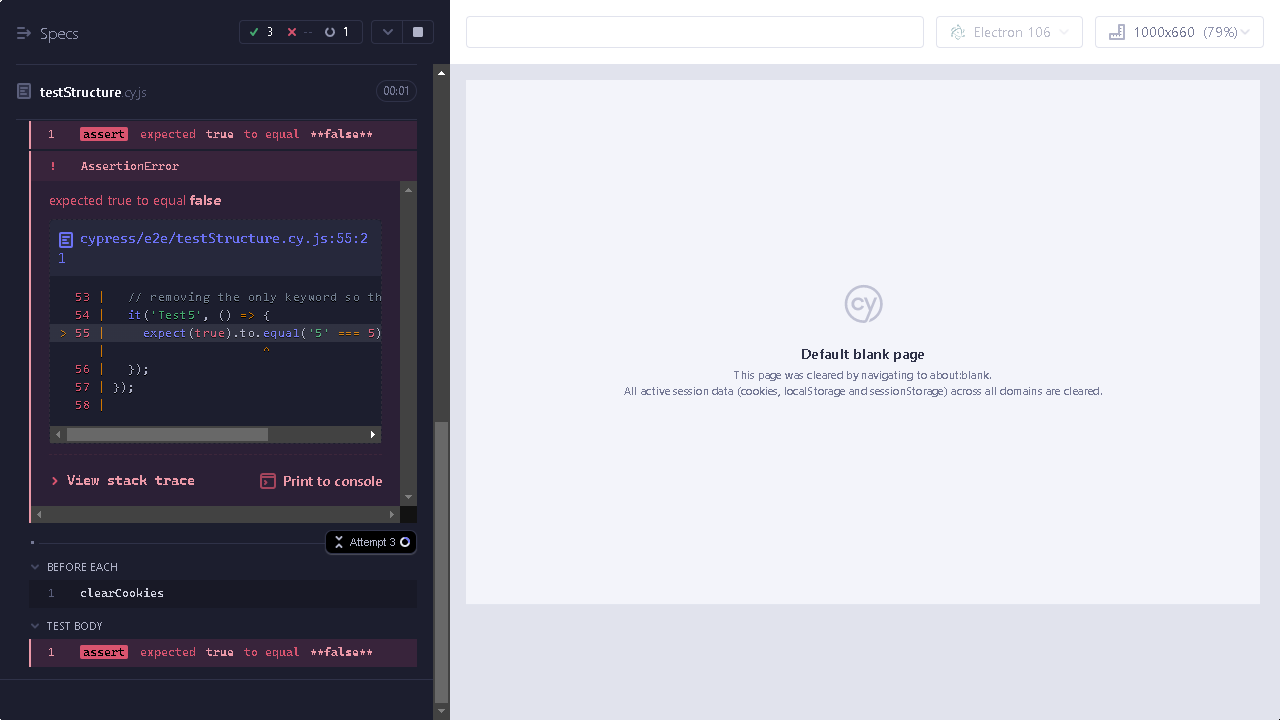 Specs
3
--
1
Electron 106
1000x660 (79%)
testStructure.cy.js
00:01
1 assert expected true to equal **false**
! AssertionError
expected true to equal false
cypress/e2e/testStructure.cy.js:55:2
1
53 | // removing the only keyword so th
54 | it('Test5', () => {
> 55 | expect(true).to.equal('5' === 5)
| ^
56 | });
57 | });
58 |
View stack trace
Print to console
Attempt 3
BEFORE EACH
1 clearCookies
TEST BODY
1 assert expected true to equal **false**
cy
Default blank page
This page was cleared by navigating to about:blank.
All active session data (cookies, localStorage and sessionStorage) across all domains are cleared.